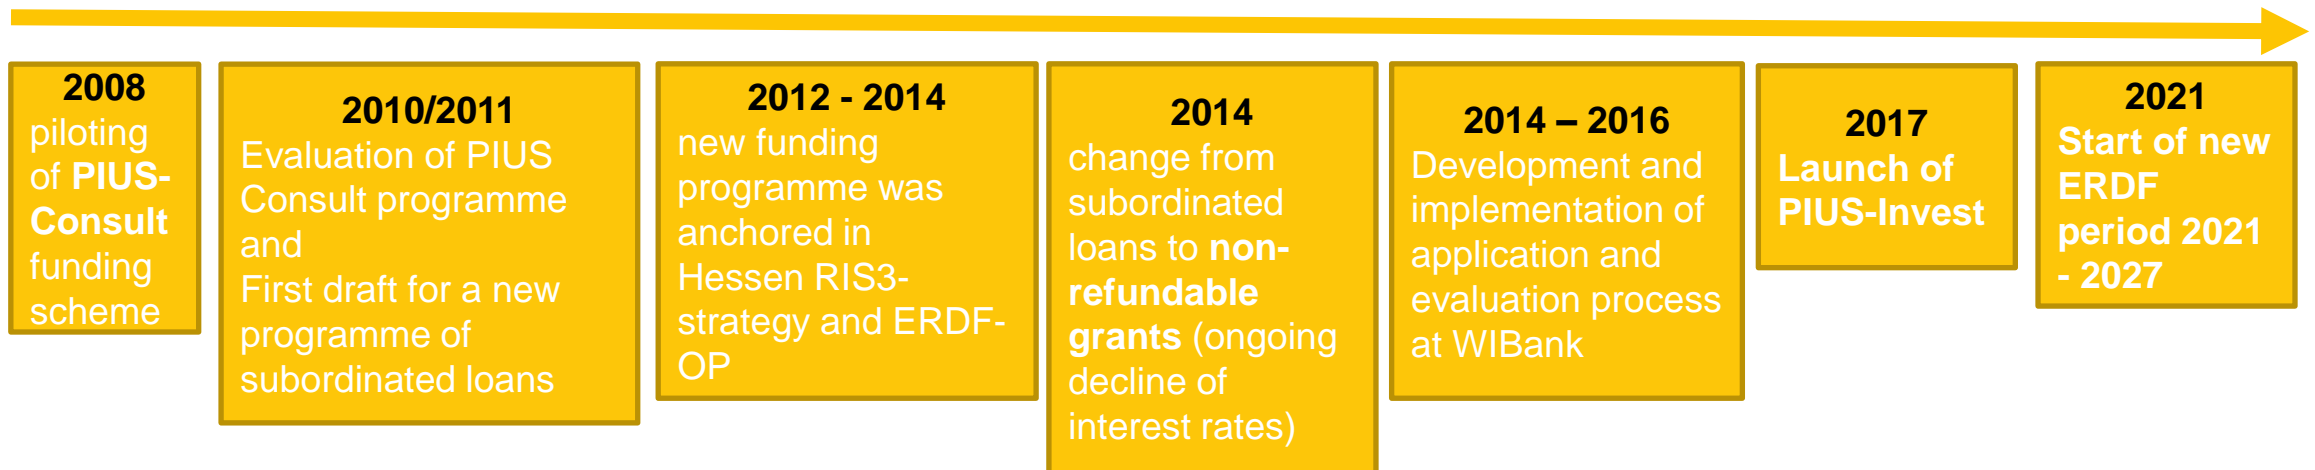 2008
piloting
of PIUS-
Consult
funding
scheme
2010/2011
Evaluation of PIUS
Consult programme
and
First draft for a new
programme of
subordinated loans
2012 - 2014
new funding
programme was
anchored in
Hessen RIS3-
strategy and ERDF-
OP
2014
change from
subordinated
loans to non-
refundable
grants (ongoing
decline of
interest rates)
2014 – 2016
Development and
implementation of
application and
evaluation process
at WIBank
2017
Launch of
PIUS-Invest
2021
Start of new
ERDF
period 2021
- 2027